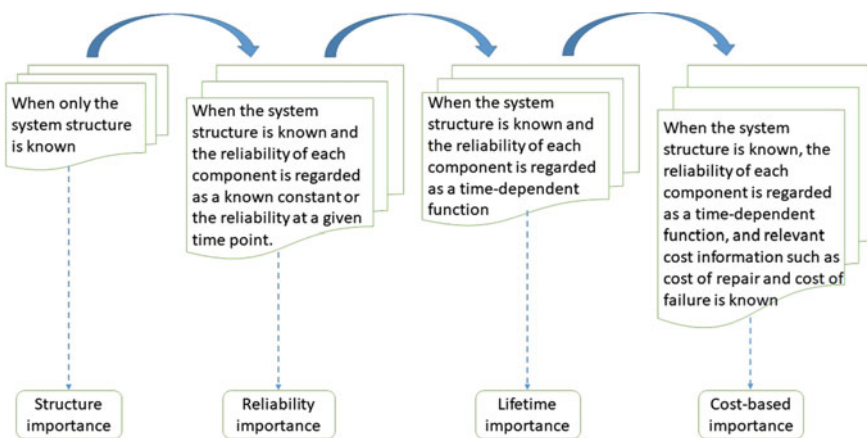 When only the
system structure
is known
When the system
structure is known and
the reliability of each
component is regarded
as a known constant or
the reliability at a given
time point.
When the system
structure is known and
the reliability of each
component is regarded
as a time-dependent
function
When the system
structure is known, the
reliability of each
component is regarded
as a time-dependent
function, and relevant
cost information such as
cost of repair and cost of
failure is known
Structure
importance
Reliability
importance
Lifetime
importance
Cost-based
importance